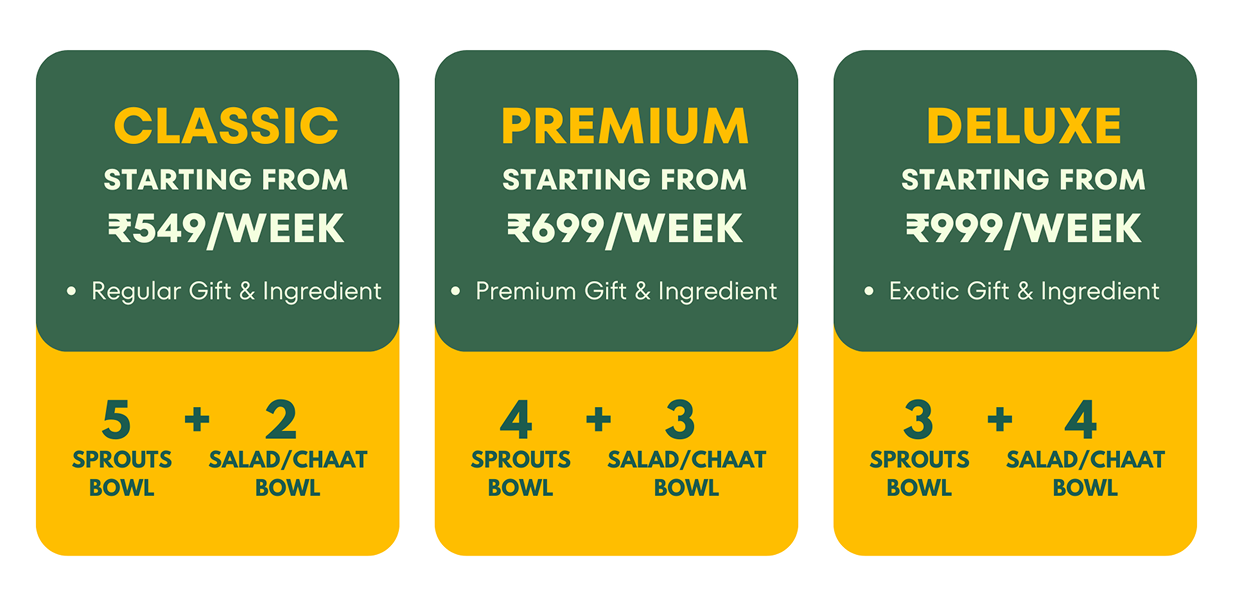 CLASSIC
STARTING FROM
₹549/WEEK
• Regular Gift & Ingredient
5 + 2
SPROUTS BOWL
SALAD/CHAAT BOWL
PREMIUM
STARTING FROM
₹699/WEEK
• Premium Gift & Ingredient
4 + 3
SPROUTS BOWL
SALAD/CHAAT BOWL
DELUXE
STARTING FROM
₹999/WEEK
• Exotic Gift & Ingredient
3 + 4
SPROUTS BOWL
SALAD/CHAAT BOWL